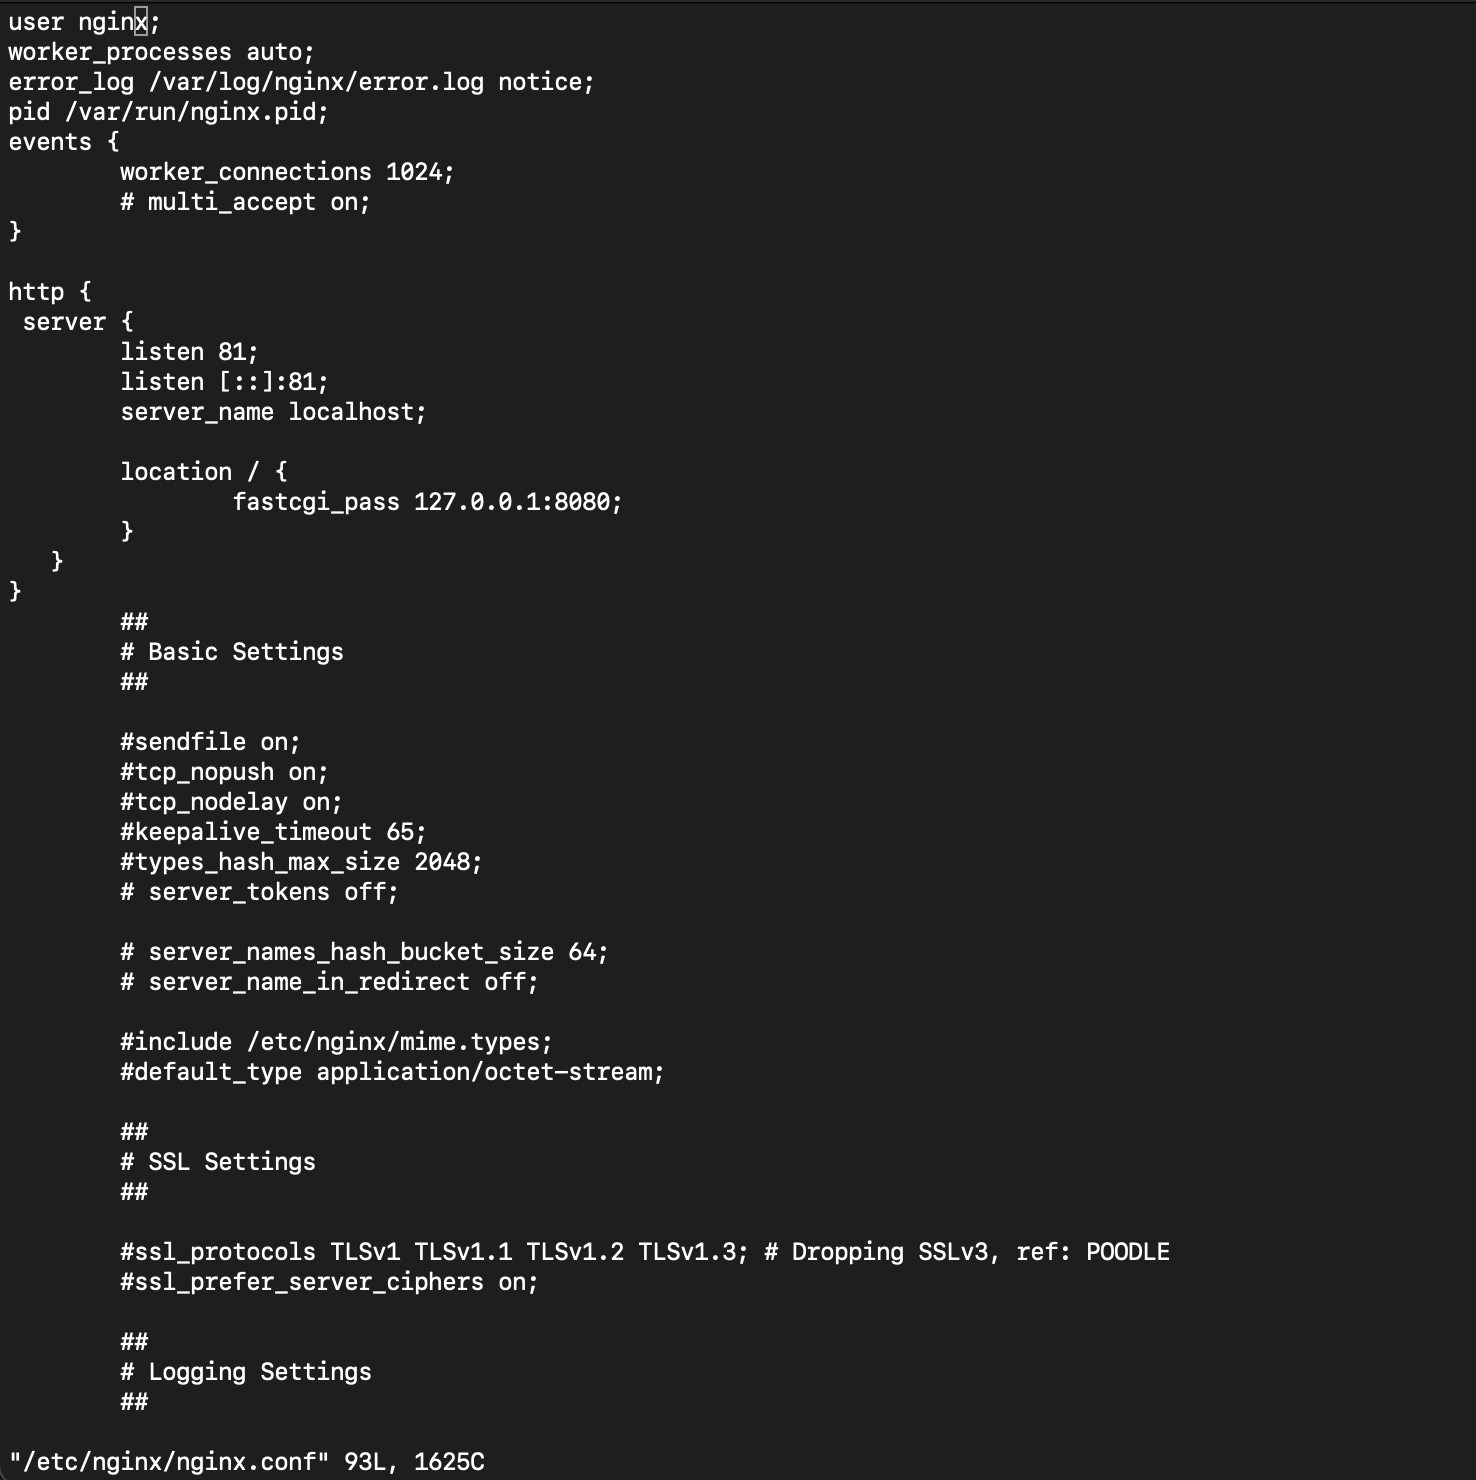 user nginx;
worker_processes auto;
error_log /var/log/nginx/error.log notice;
pid /var/run/nginx.pid;
events {
        worker_connections 1024;
        # multi_accept on;
}

http {
 server {
        listen 81;
        listen [::]:81;
        server_name localhost;

        location / {
                fastcgi_pass 127.0.0.1:8080;
        }
   }
}
        ##
        # Basic Settings
        ##

        #sendfile on;
        #tcp_nopush on;
        #tcp_nodelay on;
        #keepalive_timeout 65;
        #types_hash_max_size 2048;
        # server_tokens off;

        # server_names_hash_bucket_size 64;
        # server_name_in_redirect off;

        #include /etc/nginx/mime.types;
        #default_type application/octet-stream;

        ##
        # SSL Settings
        ##

        #ssl_protocols TLSv1 TLSv1.1 TLSv1.2 TLSv1.3; # Dropping SSLv3, ref: POODLE
        #ssl_prefer_server_ciphers on;

        ##
        # Logging Settings
        ##

"/etc/nginx/nginx.conf" 93L, 1625C